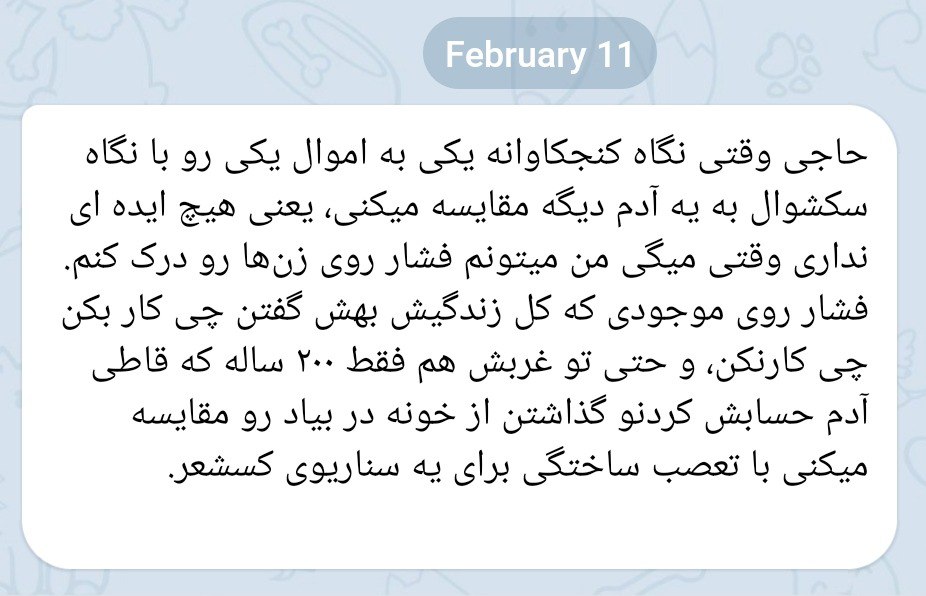 February 11
حاجی وقتی نگاه کنجکاوانه یکی به اموال یکی رو با نگاه
سکشوال به یه آدم دیگه مقایسه میکنی، یعنی هیچ ایده ای
نداری وقتی میگی من میتونم فشار روی زن‌ها رو درک کنم.
فشار روی موجودی که کل زندگیش بهش گفتن چی کار بکن
چی کارنکن، و حتی تو غربش هم فقط ۲۰۰ ساله که قاطی
آدم حسابش کردنو گذاشتن از خونه در بیاد رو مقایسه
میکنی با تعصب ساختگی برای یه سناریوی کسشعر.